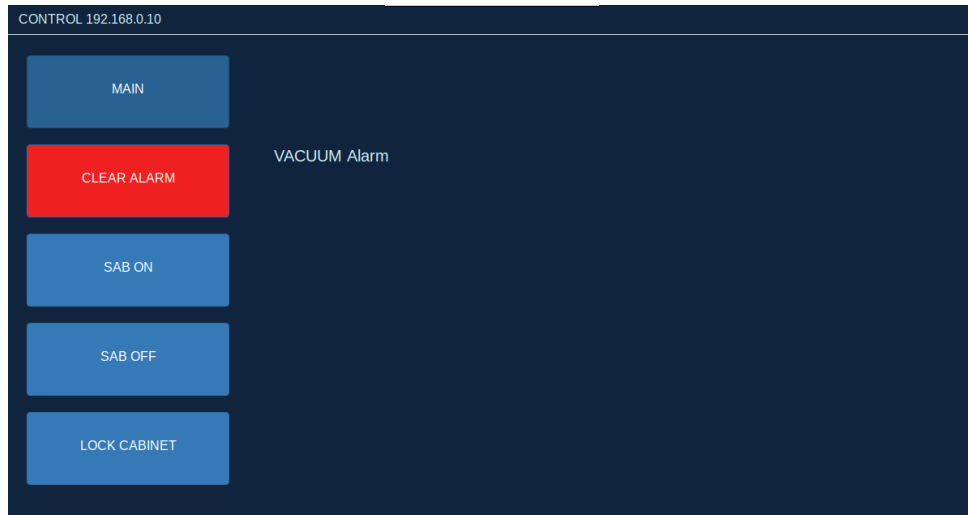 CONTROL 192.168.0.10
MAIN
CLEAR ALARM
VACUUM Alarm
SAB ON
SAB OFF
LOCK CABINET